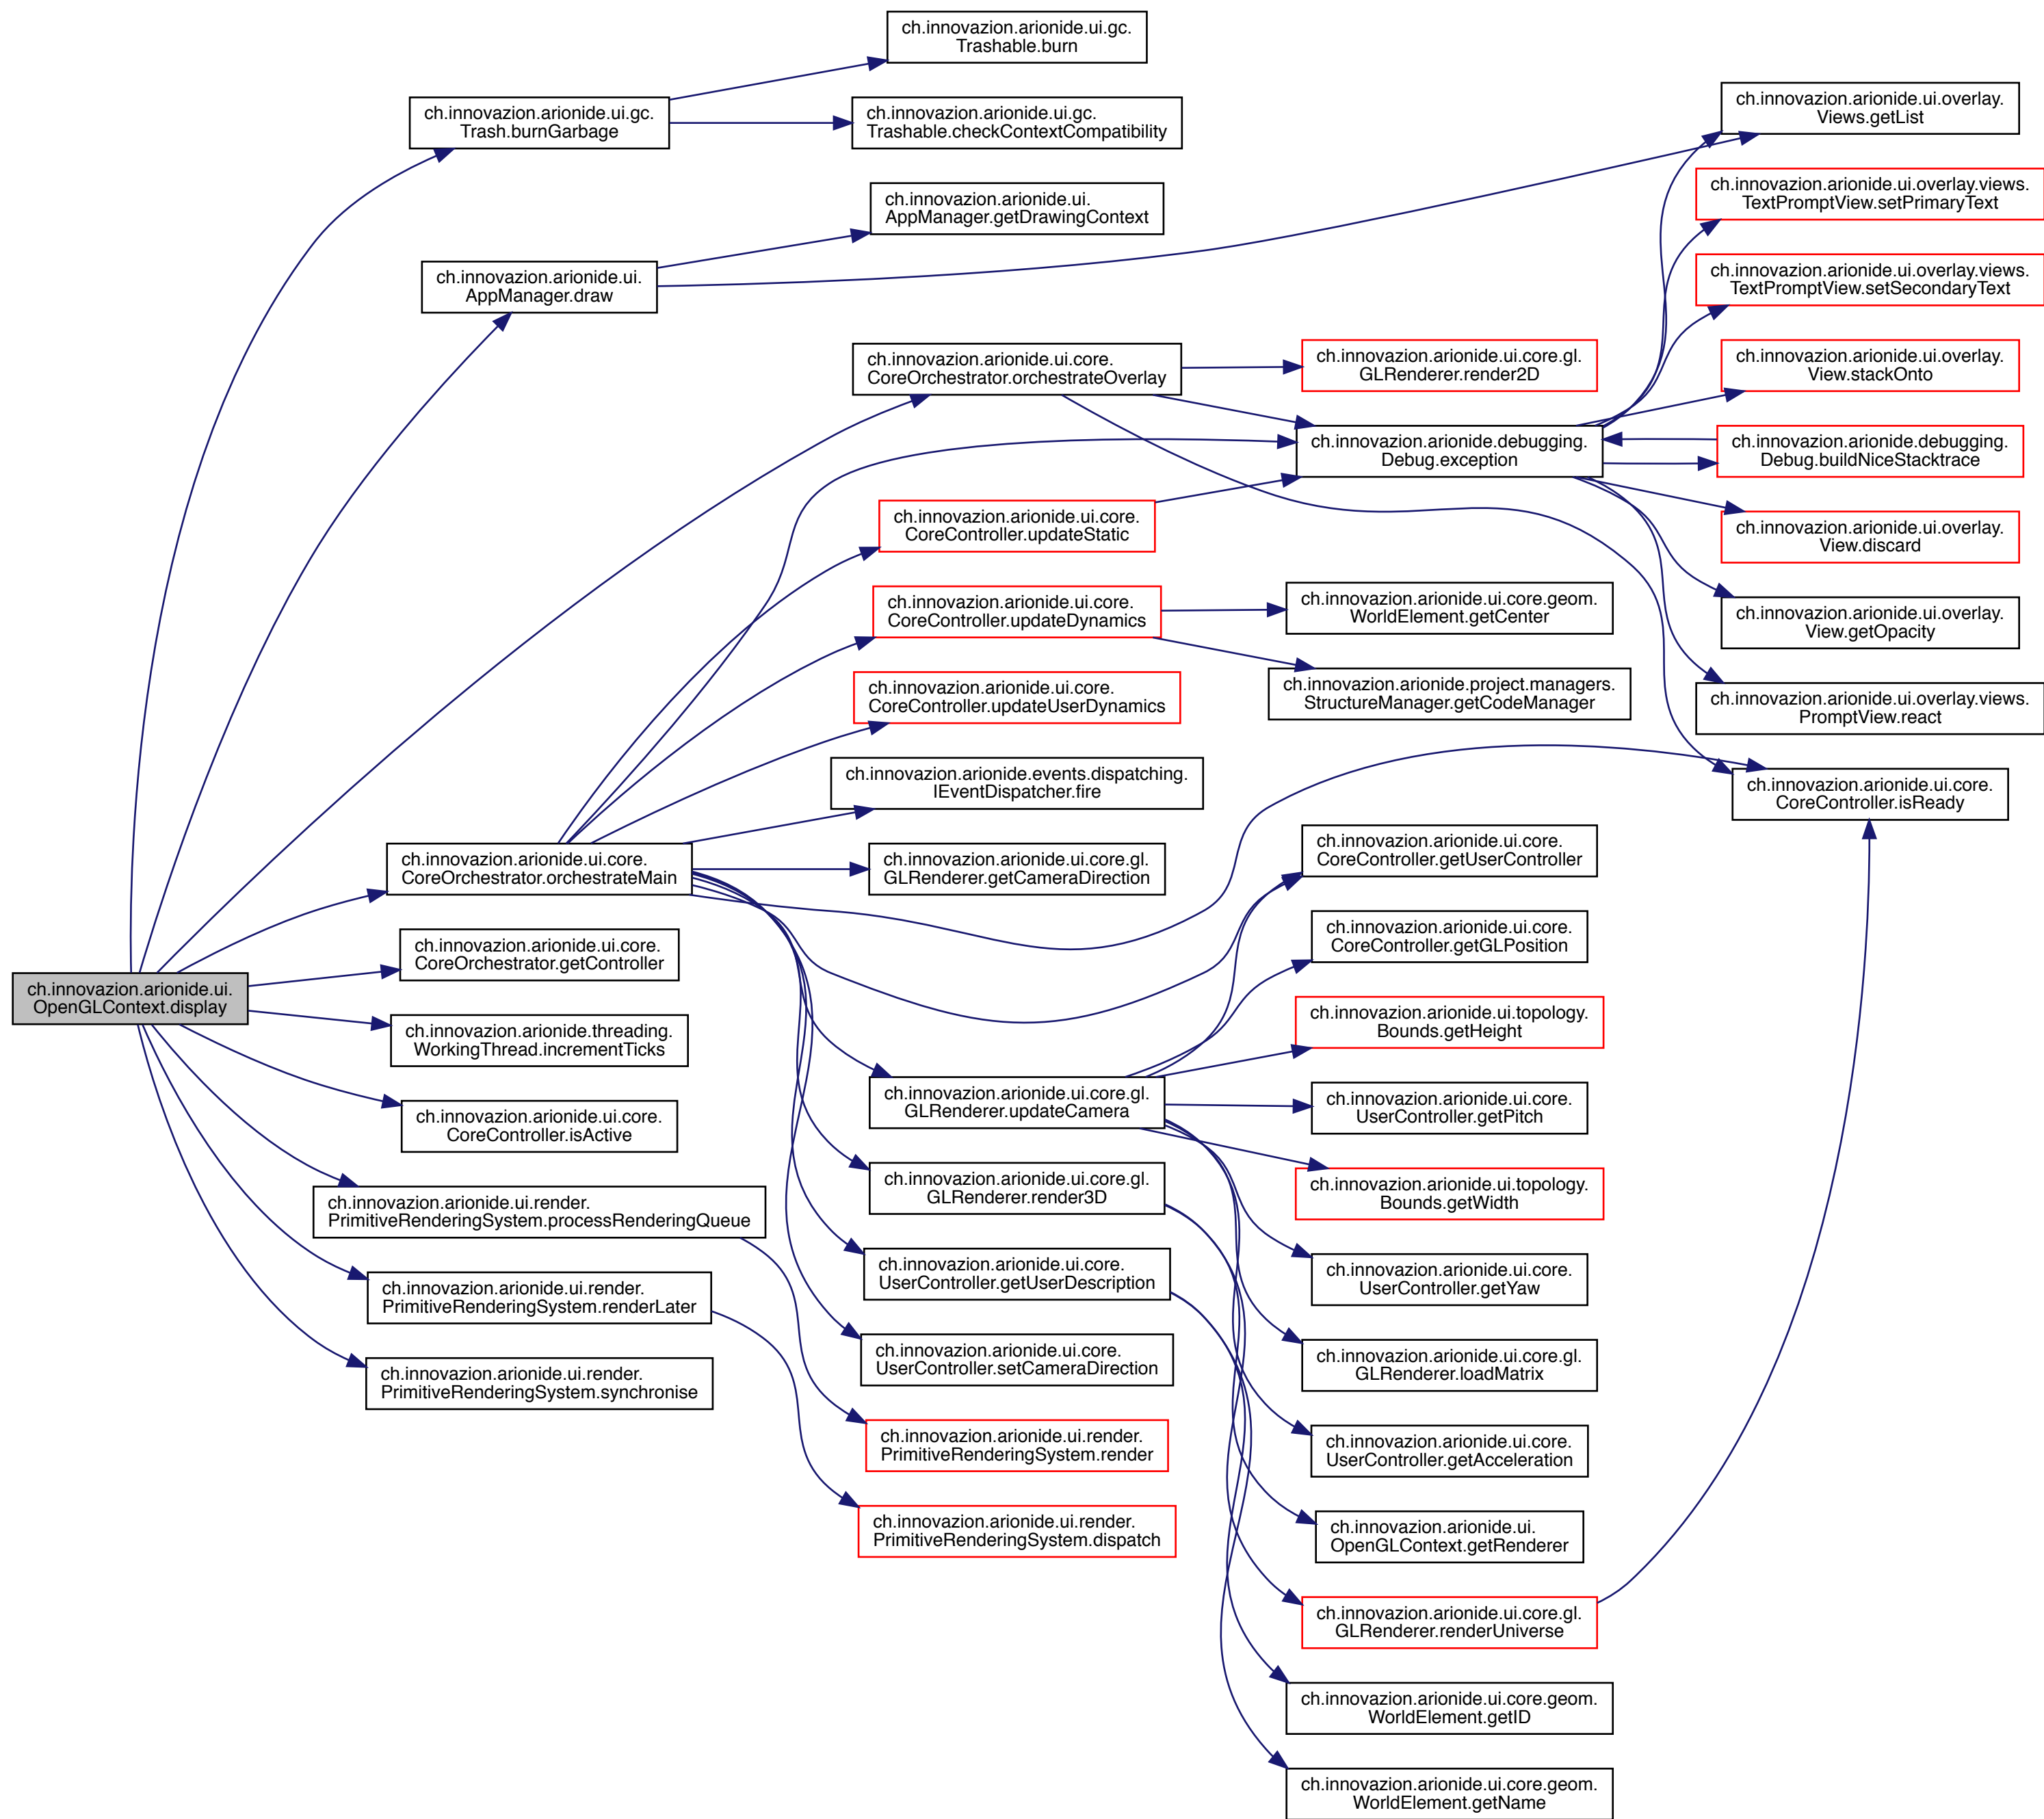 ch.innovazion.arionide.ui.
OpenGLContext.display
ch.innovazion.arionide.ui.gc.
Trash.burnGarbage
ch.innovazion.arionide.ui.
AppManager.draw
ch.innovazion.arionide.ui.core.
CoreOrchestrator.orchestrateMain
ch.innovazion.arionide.ui.core.
CoreOrchestrator.getController
ch.innovazion.arionide.threading.
WorkingThread.incrementTicks
ch.innovazion.arionide.ui.core.
CoreController.isActive
ch.innovazion.arionide.ui.render.
PrimitiveRenderingSystem.processRenderingQueue
ch.innovazion.arionide.ui.render.
PrimitiveRenderingSystem.renderLater
ch.innovazion.arionide.ui.render.
PrimitiveRenderingSystem.synchronise
ch.innovazion.arionide.ui.gc.
Trashable.burn
ch.innovazion.arionide.ui.gc.
Trashable.checkContextCompatibility
ch.innovazion.arionide.ui.
AppManager.getDrawingContext
ch.innovazion.arionide.ui.core.
CoreOrchestrator.orchestrateOverlay
ch.innovazion.arionide.ui.core.
CoreController.updateStatic
ch.innovazion.arionide.ui.core.
CoreController.updateDynamics
ch.innovazion.arionide.ui.core.
CoreController.updateUserDynamics
ch.innovazion.arionide.events.dispatching.
IEventDispatcher.fire
ch.innovazion.arionide.ui.core.gl.
GLRenderer.getCameraDirection
ch.innovazion.arionide.ui.core.gl.
GLRenderer.updateCamera
ch.innovazion.arionide.ui.core.gl.
GLRenderer.render3D
ch.innovazion.arionide.ui.core.
UserController.getUserDescription
ch.innovazion.arionide.ui.core.
UserController.setCameraDirection
ch.innovazion.arionide.ui.render.
PrimitiveRenderingSystem.render
ch.innovazion.arionide.ui.render.
PrimitiveRenderingSystem.dispatch
ch.innovazion.arionide.ui.core.gl.
GLRenderer.render2D
ch.innovazion.arionide.debugging.
Debug.exception
ch.innovazion.arionide.ui.core.geom.
WorldElement.getCenter
ch.innovazion.arionide.project.managers.
StructureManager.getCodeManager
ch.innovazion.arionide.ui.core.
CoreController.getUserController
ch.innovazion.arionide.ui.core.
CoreController.getGLPosition
ch.innovazion.arionide.ui.topology.
Bounds.getHeight
ch.innovazion.arionide.ui.core.
UserController.getPitch
ch.innovazion.arionide.ui.topology.
Bounds.getWidth
ch.innovazion.arionide.ui.core.
UserController.getYaw
ch.innovazion.arionide.ui.core.gl.
GLRenderer.loadMatrix
ch.innovazion.arionide.ui.core.
UserController.getAcceleration
ch.innovazion.arionide.ui.
OpenGLContext.getRenderer
ch.innovazion.arionide.ui.core.gl.
GLRenderer.renderUniverse
ch.innovazion.arionide.ui.core.geom.
WorldElement.getID
ch.innovazion.arionide.ui.core.geom.
WorldElement.getName
ch.innovazion.arionide.ui.overlay.
Views.getList
ch.innovazion.arionide.ui.overlay.views.
TextPromptView.setPrimaryText
ch.innovazion.arionide.ui.overlay.views.
TextPromptView.setSecondaryText
ch.innovazion.arionide.ui.overlay.
View.stackOnto
ch.innovazion.arionide.debugging.
Debug.buildNiceStacktrace
ch.innovazion.arionide.ui.overlay.
View.discard
ch.innovazion.arionide.ui.overlay.
View.getOpacity
ch.innovazion.arionide.ui.overlay.views.
PromptView.react
ch.innovazion.arionide.ui.core.
CoreController.isReady